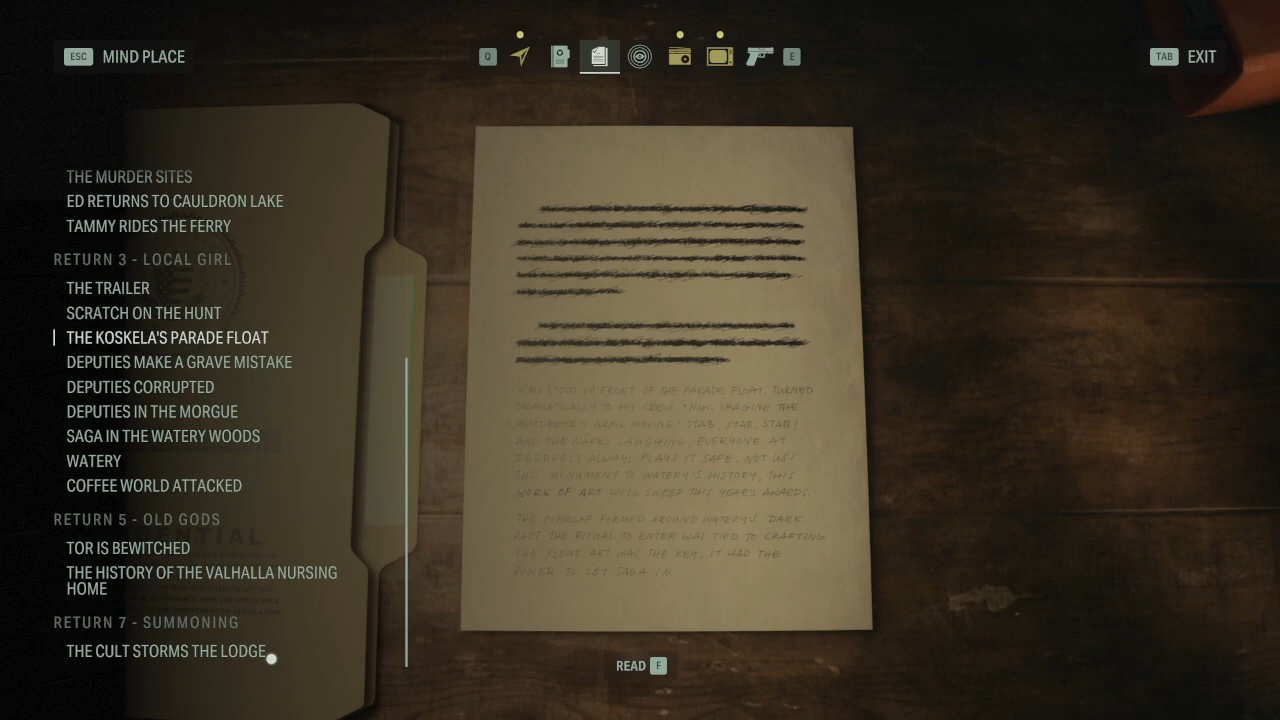 ESC MIND PLACE
Q
E
TAB EXIT
THE MURDER SITES
ED RETURNS TO CAULDRON LAKE
TAMMY RIDES THE FERRY
RETURN 3 - LOCAL GIRL
THE TRAILER
SCRATCH ON THE HUNT
THE KOSKELA'S PARADE FLOAT
DEPUTIES MAKE A GRAVE MISTAKE
DEPUTIES CORRUPTED
DEPUTIES IN THE MORGUE
SAGA IN THE WATERY WOODS
WATERY
COFFEE WORLD ATTACKED
RETURN 5 - OLD GODS
TOR IS BEWITCHED
THE HISTORY OF THE VALHALLA NURSING
HOME
RETURN 7 - SUMMONING
THE CULT STORMS THE LODGE
STOOD IN FRONT OF THE PARADE FLOAT, TURNED
DRAMATICALLY TO HIS CREW. "NOW, IMAGINE THE
MURDERER'S ARMS MOVING! STAB, STAB, STAB!
AND THE NAKKI LAUGHING. EVERYONE AT
DEERFEST ALWAYS PLAYS IT SAFE. NOT US!
THIS MONUMENT TO WATERY'S HISTORY, THIS
WORK OF ART WILL SWEEP THIS YEAR'S AWARDS.
THE OVERLAP FORMED AROUND WATERY'S DARK
PAST. THE RITUAL TO ENTER WAS TIED TO CRAFTING
THE FLOAT. ART WAS THE KEY. IT HAD THE
POWER TO LET SAGA IN.
READ F